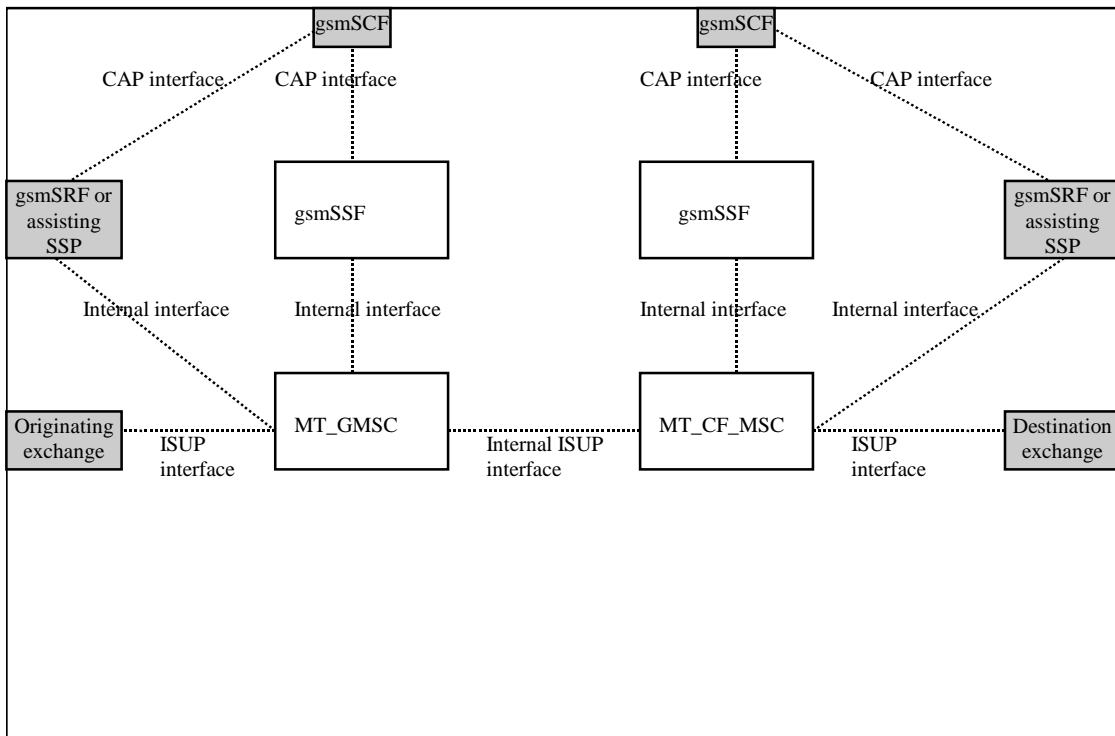 gsmSCF
gsmSCF
CAP interface
CAP interface
CAP interface
CAP interface
gsmSRF or
assisting
SSP
gsmSSF
gsmSSF
gsmSRF or
assisting
SSP
Internal interface
Internal interface
Internal interface
Internal interface
Originating
exchange
ISUP
interface
MT_GMSC
Internal ISUP
interface
MT_CF_MSC
ISUP
interface
Destination
exchange